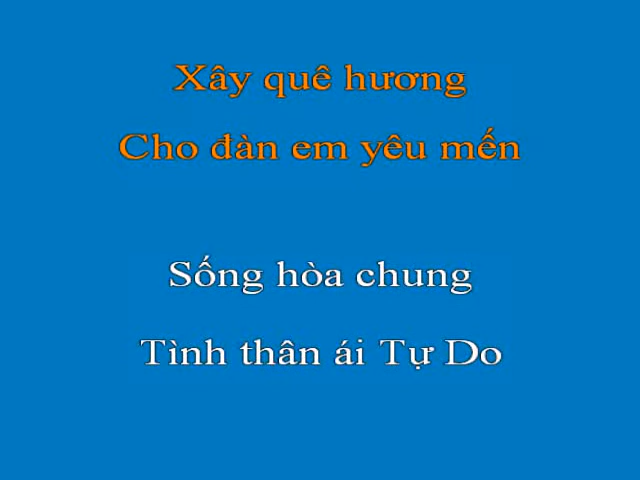 Xây quê hương
Cho đàn em yêu mến
Sống hòa chung
Tình thân ái Tự Do